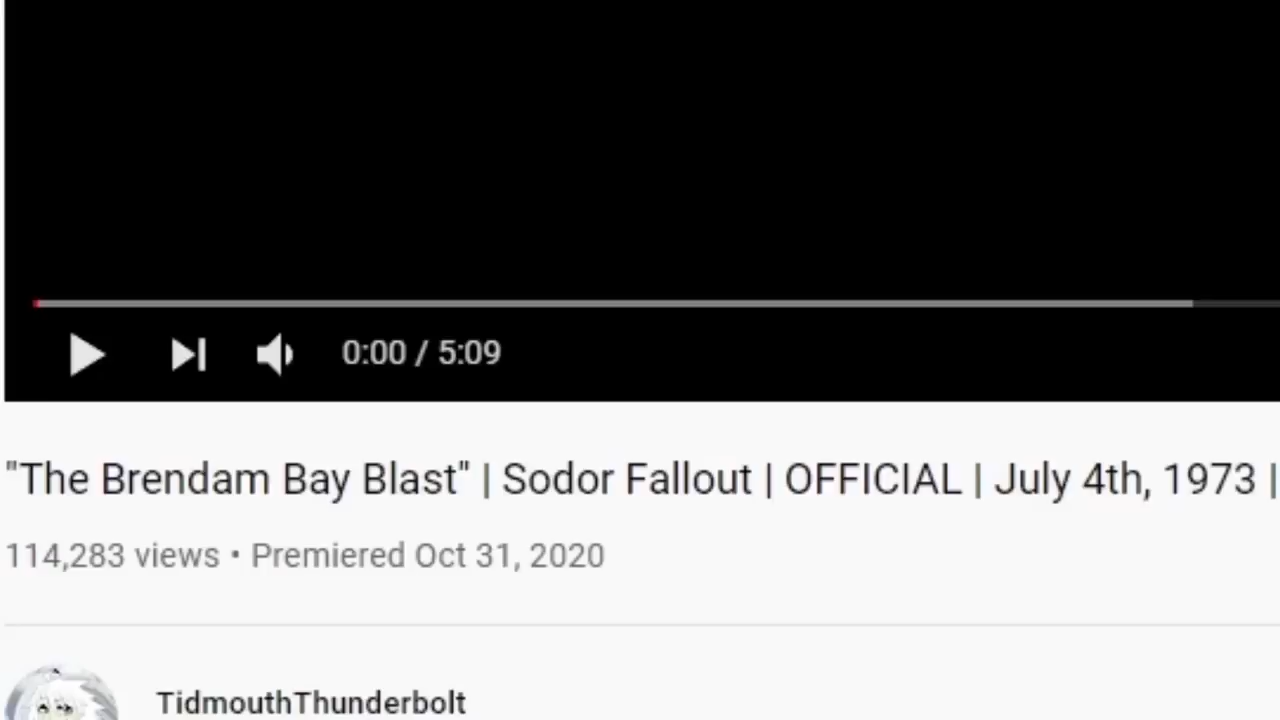 0:00 / 5:09
"The Brendam Bay Blast" | Sodor Fallout | OFFICIAL | July 4th, 1973 |
114,283 views • Premiered Oct 31, 2020
TidmouthThunderbolt